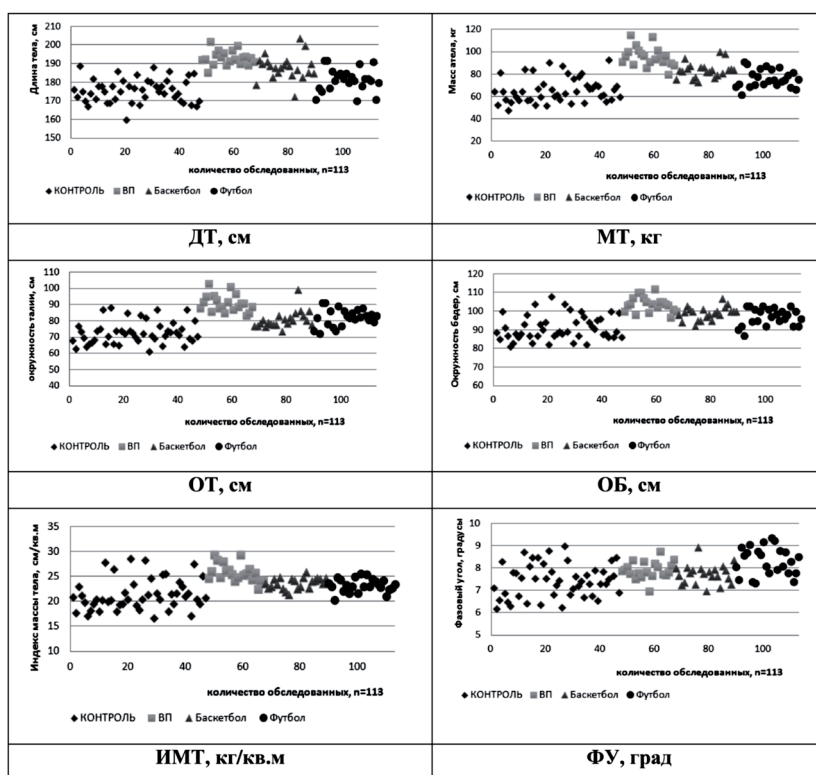 Длина тела, см
210
200
190
180
170
160
150
0 20 40 60 80 100
количество обследованных, n=113
КОНТРОЛЬ ВП Баскетбол Футбол
ДТ, см
Масс атела, кг
120
100
80
60
40
20
0 20 40 60 80 100
количество обследованных, n=113
КОНТРОЛЬ ВП Баскетбол Футбол
МТ, кг
окружность талии, см
110
100
90
80
70
60
50
0 20 40 60 80 100
количество обследованных, n=113
КОНТРОЛЬ ВП Баскетбол Футбол
ОТ, см
Окружность бедер, см
120
110
100
90
80
70
60
0 20 40 60 80 100
количество обследованных, n=113
КОНТРОЛЬ ВП Баскетбол Футбол
ОБ, см
Индекс массы тела, см/кв.м
35
30
25
20
15
10
0 20 40 60 80 100
количество обследованных, n=113
КОНТРОЛЬ ВП Баскетбол Футбол
ИМТ, кг/кв.м
Фазовый угол, градусы
10
9
8
7
6
5
0 20 40 60 80 100
количество обследованных, n=113
КОНТРОЛЬ ВП Баскетбол Футбол
ФУ, град